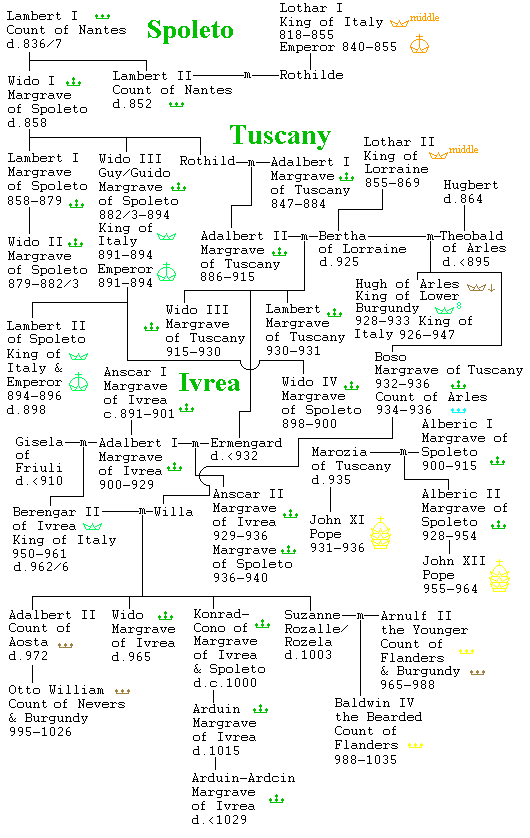 Lambert I
Count of Nantes
d.836/7
Spoleto
Lothar I
King of Italy
middle
818-855
Emperor 840-855
Wido I
Margrave
of Spoleto
d.858
Lambert II
Count of Nantes
d.852
m
Rothilde
Tuscany
Lambert I
Margrave
of Spoleto
858-879
Wido II
Margrave
of Spoleto
879-882/3
Wido III
Guy/Guido
Margrave
of Spoleto
882/3-894
King of
Italy
891-894
Emperor
891-894
Rothild
m
Adalbert I
Margrave
of Tuscany
847-884
Lothar II
King of
middle
Lorraine
855-869
Hugbert
d.864
Adalbert II
Margrave
of Tuscany
886-915
m
Bertha
of Lorraine
d.925
m
Theobald
of Arles
d.<895
Wido III
Margrave
of Tuscany
915-930
Lambert
Margrave
of Tuscany
930-931
Hugh of Arles
King of Lower
Burgundy
928-933 King of
Italy 926-947
Lambert II
of Spoleto
King of
Italy &
Emperor
894-896
d.898
Anscar I
Margrave
of Ivrea
c.891-901
Ivrea
Wido IV
Margrave of
Spoleto
898-900
Boso
Margrave of Tuscany
932-936
Count of Arles
934-936
Gisela
of
Friuli
d.<910
m
Adalbert I
Margrave
of Ivrea
900-929
m
Ermengard
d.<932
Marozia
of Tuscany
d.935
m
Alberic I
Margrave of
Spoleto
900-915
Berengar II
of Ivrea
King of Italy
950-961
d.962/6
m
Willa
Anscar II
Margrave
of Ivrea
929-936
Margrave
of Spoleto
936-940
John XI
Pope
931-936
Alberic II
Margrave of
Spoleto
928-954
John XII
Pope
955-964
Adalbert II
Count of
Aosta
d.972
Wido
Margrave
of Ivrea
d.965
Konrad-
Cono of
Margrave
of Ivrea
& Spoleto
d.c.1000
Suzanne
Rozalle/
Rozela
d.1003
m
Arnulf II
the Younger
Count of
Flanders
& Burgundy
965-988
Otto William
Count of Nevers
& Burgundy
995-1026
Arduin
Margrave
of Ivrea
d.1015
Baldwin IV
the Bearded
Count of
Flanders
988-1035
Arduin-Ardcin
Margrave
of Ivrea
d.<1029